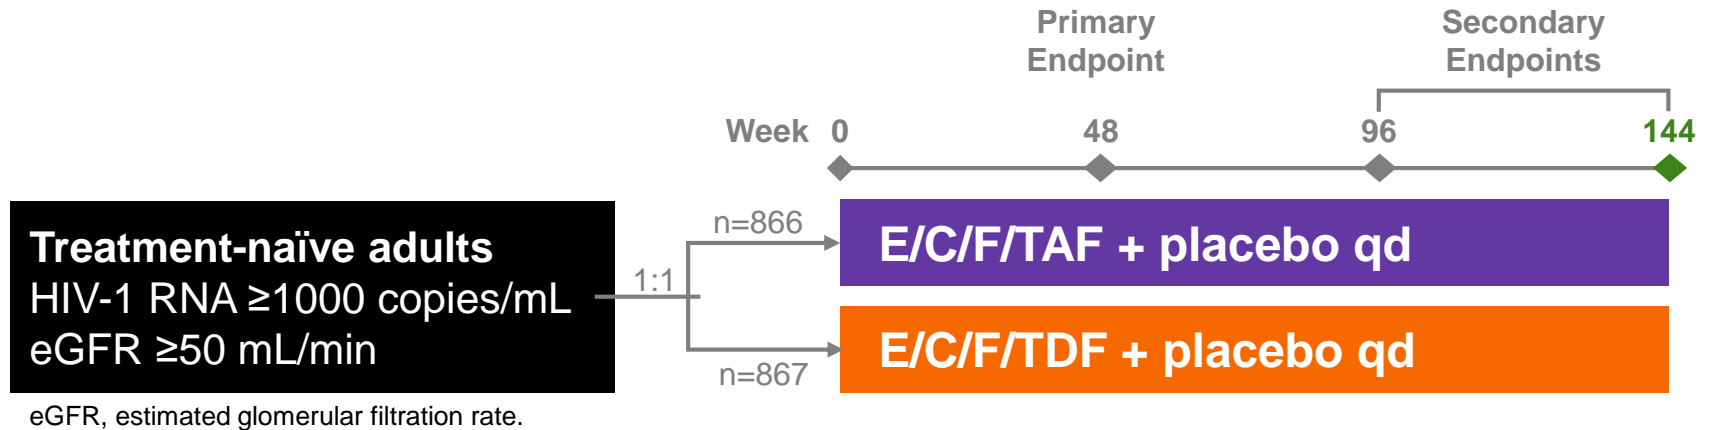 Primary
Endpoint
Secondary
Endpoints
Week 0 48 96 144
Treatment-naïve adults
HIV-1 RNA ≥1000 copies/mL
eGFR ≥50 mL/min
1:1
n=866
E/C/F/TAF + placebo qd
n=867
E/C/F/TDF + placebo qd
eGFR, estimated glomerular filtration rate.